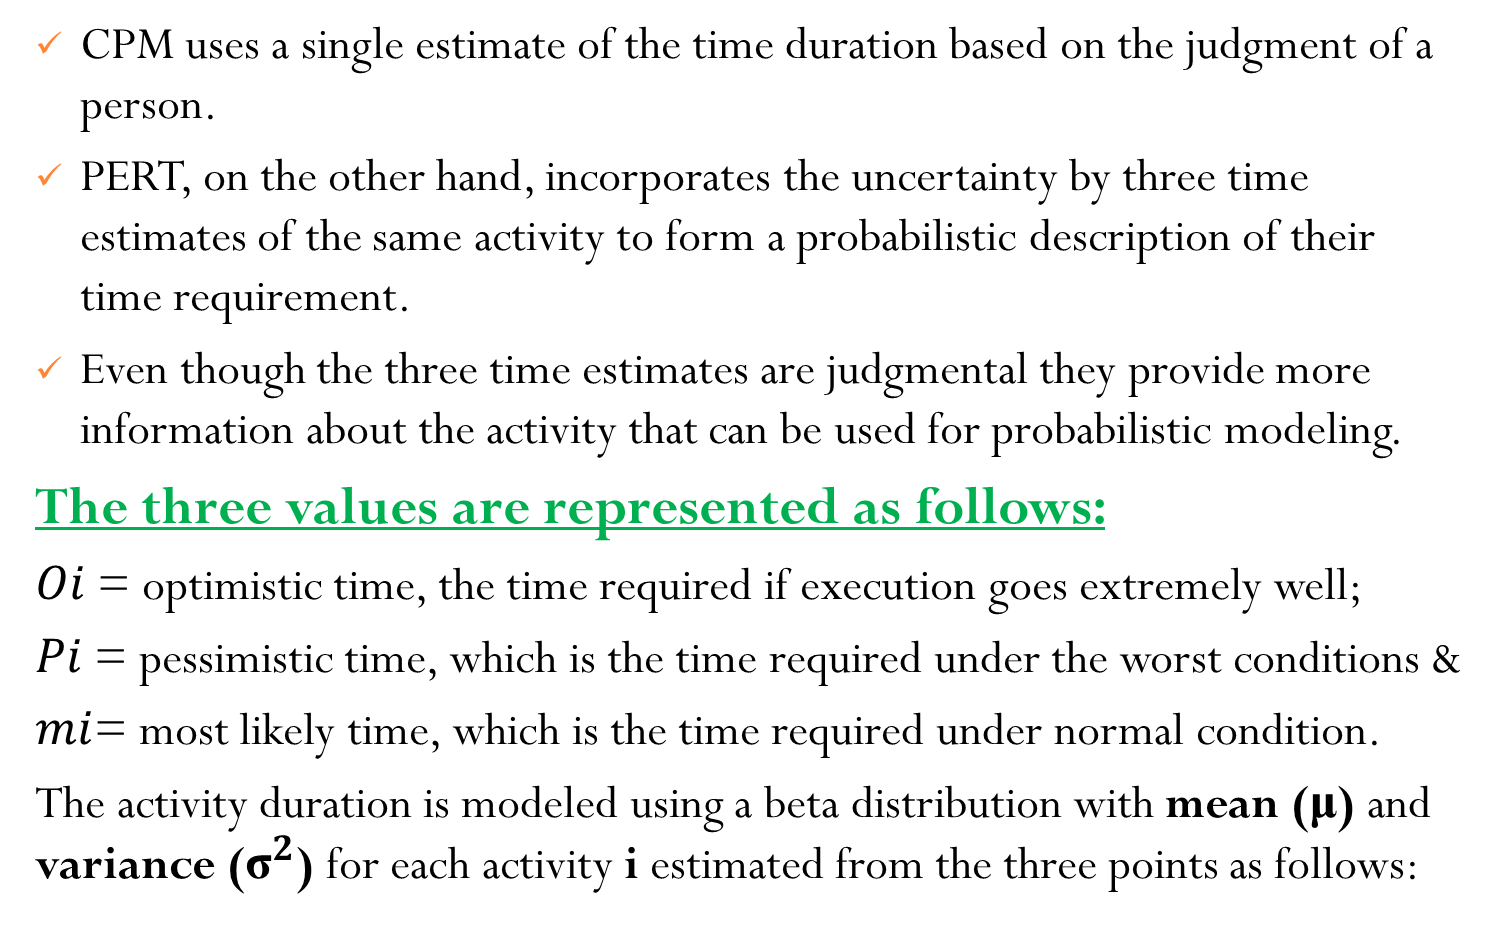 ✓ CPM uses a single estimate of the time duration based on the judgment of a
person.
✓ PERT, on the other hand, incorporates the uncertainty by three time
estimates of the same activity to form a probabilistic description of their
time requirement.
✓ Even though the three time estimates are judgmental they provide more
information about the activity that can be used for probabilistic modeling.
The three values are represented as follows:
Oi = optimistic time, the time required if execution goes extremely well;
Pi = pessimistic time, which is the time required under the worst conditions &
mi= most likely time, which is the time required under normal condition.
The activity duration is modeled using a beta distribution with mean (μ) and
variance (σ²) for each activity i estimated from the three points as follows: